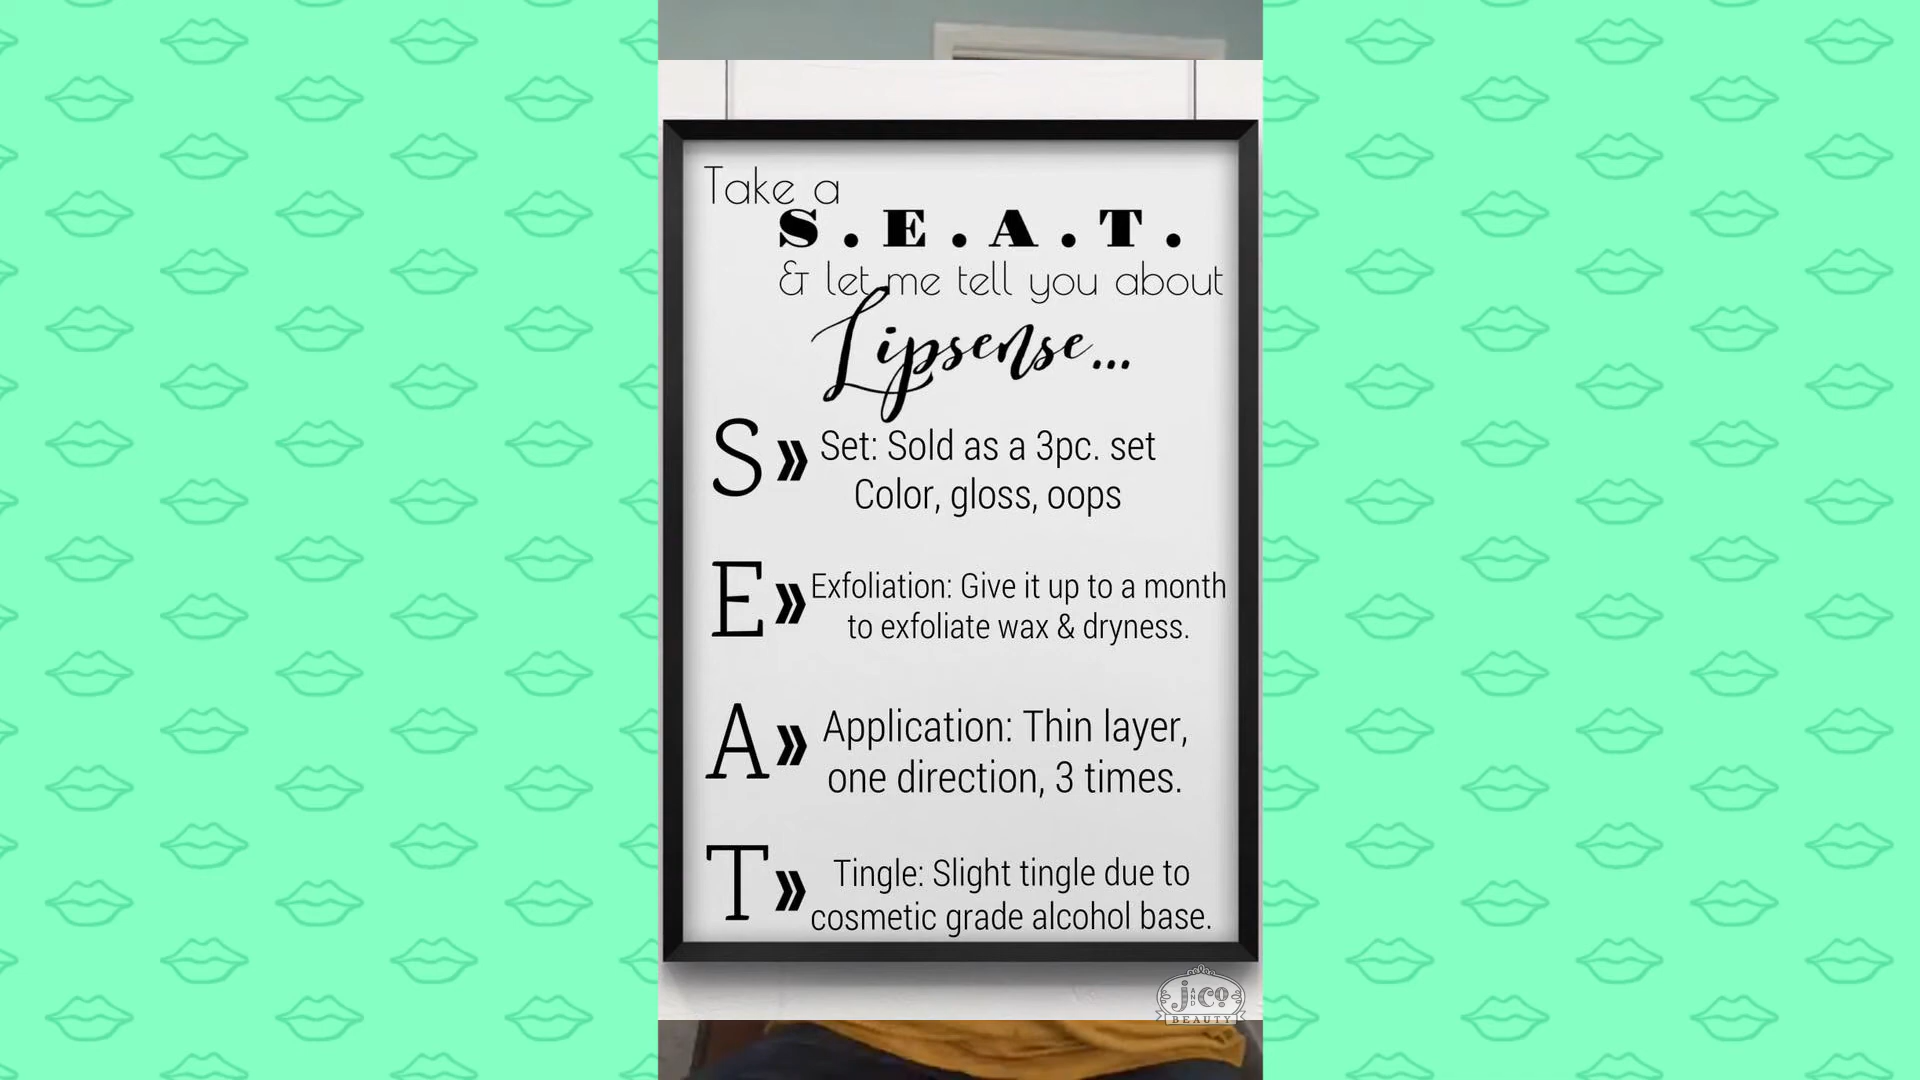 Take a
S.E.A.T.
& let me tell you about
Lipsense...
S » Set: Sold as a 3pc. set
Color, gloss, oops
E » Exfoliation: Give it up to a month
to exfoliate wax & dryness.
A » Application: Thin layer,
one direction, 3 times.
T » Tingle: Slight tingle due to
cosmetic grade alcohol base.
J AND CO
BEAUTY